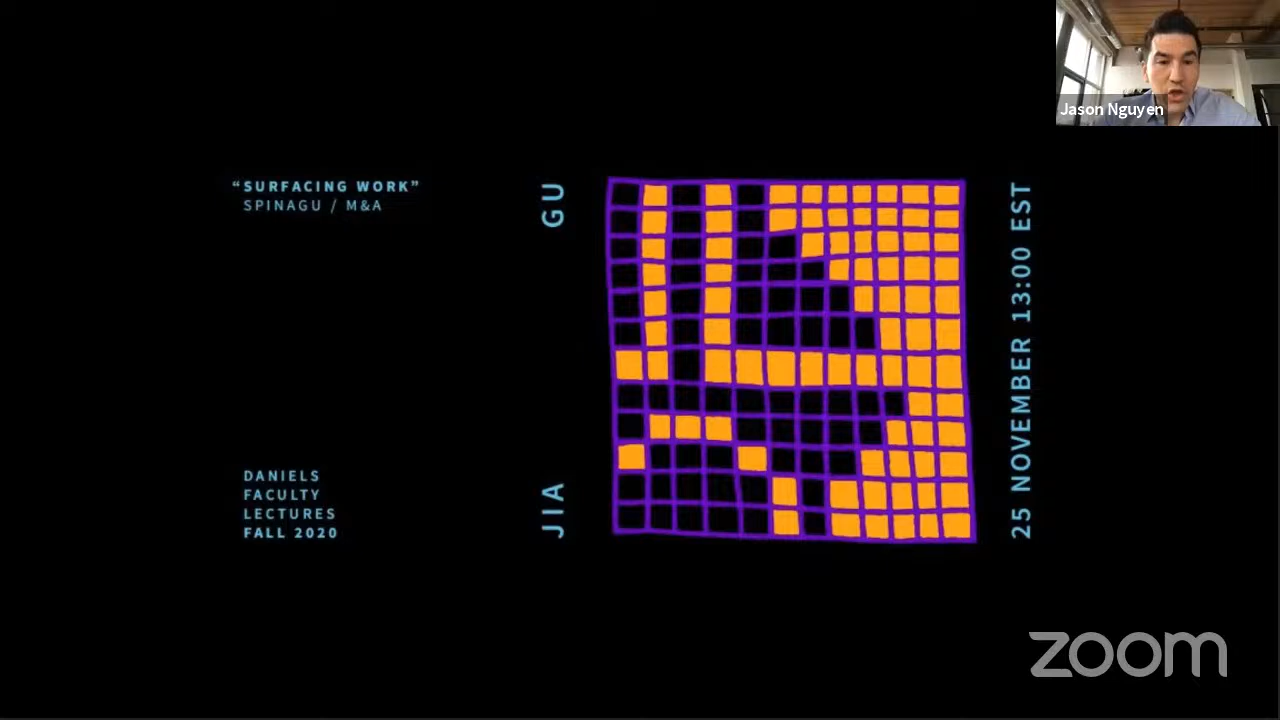 Jason Nguyen
“SURFACING WORK”
SPINAGU / M&A
JIA GU
25 NOVEMBER 13:00 EST
DANIELS
FACULTY
LECTURES
FALL 2020
zoom